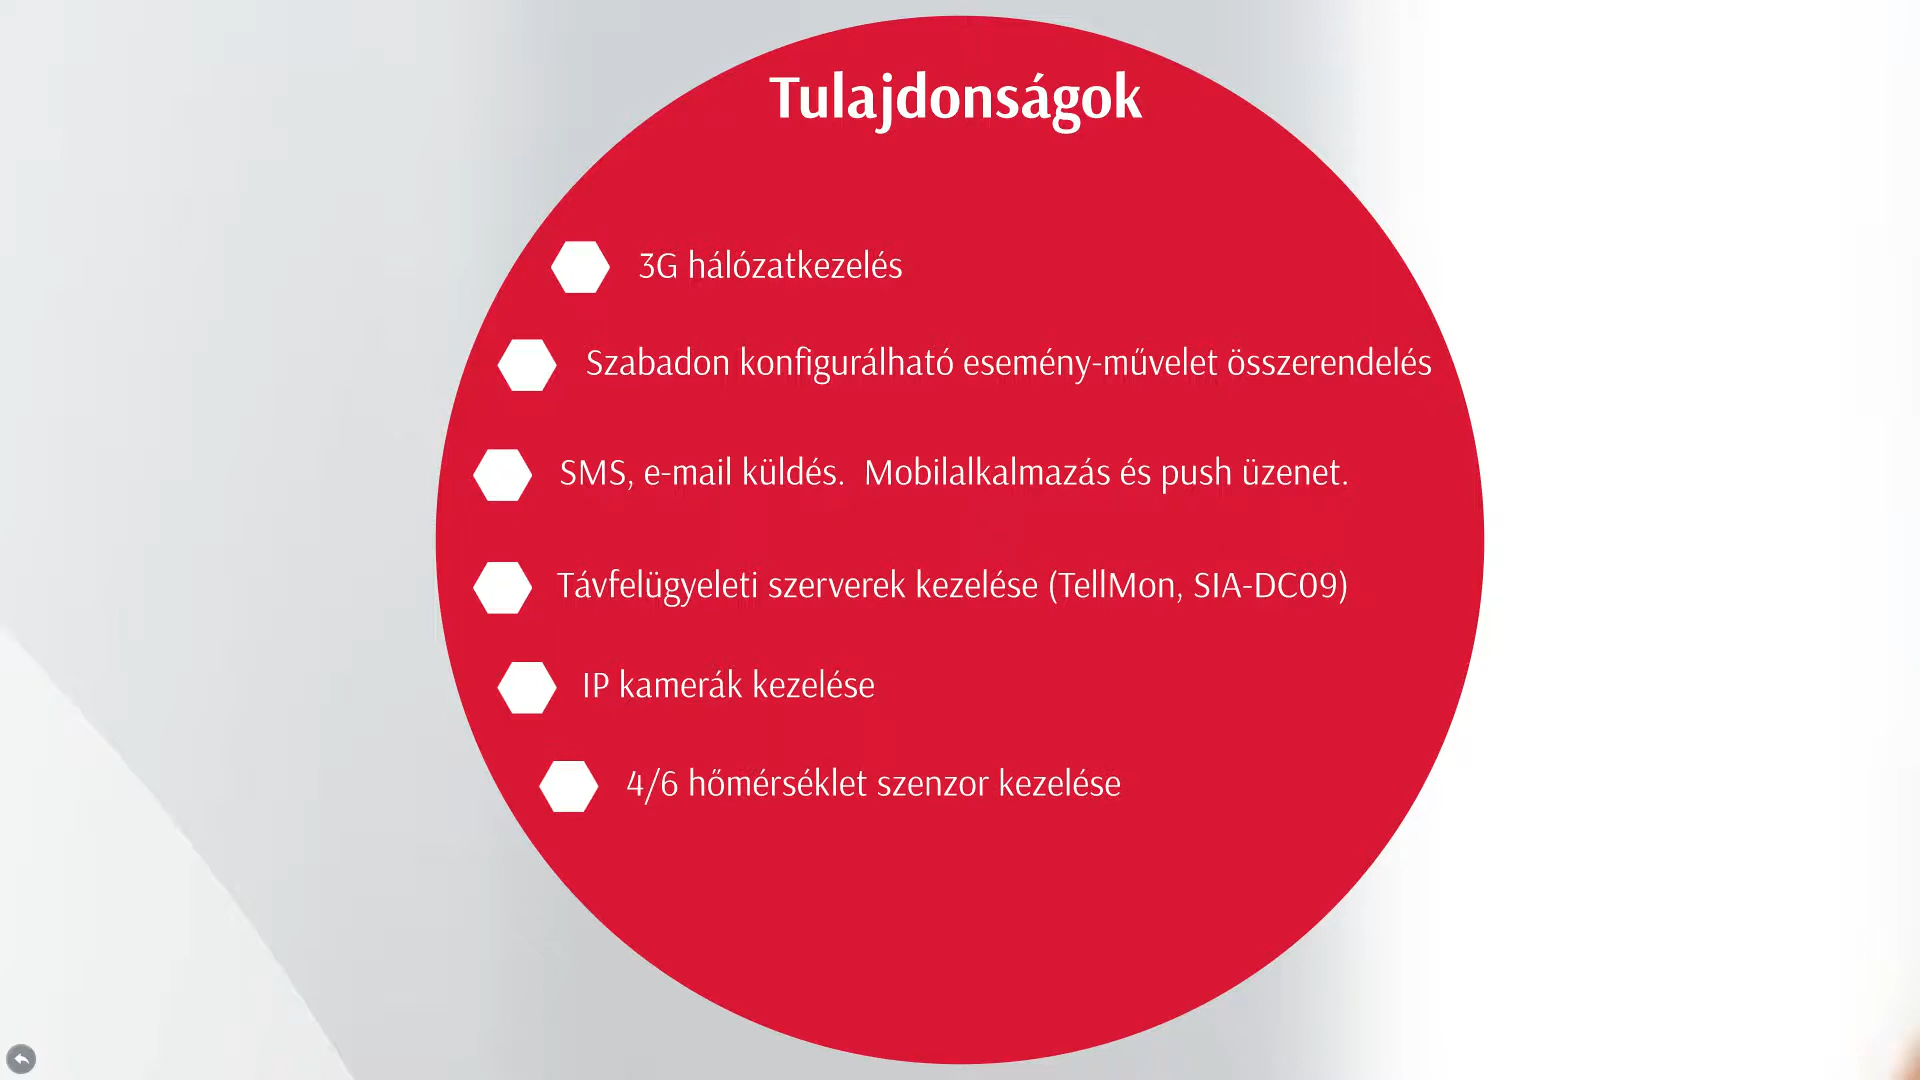 Tulajdonságok
3G hálózatkezelés
Szabadon konfigurálható esemény-művelet összerendelés
SMS, e-mail küldés.  Mobilalkalmazás és push üzenet.
Távfelügyeleti szerverek kezelése (TellMon, SIA-DC09)
IP kamerák kezelése
4/6 hőmérséklet szenzor kezelése